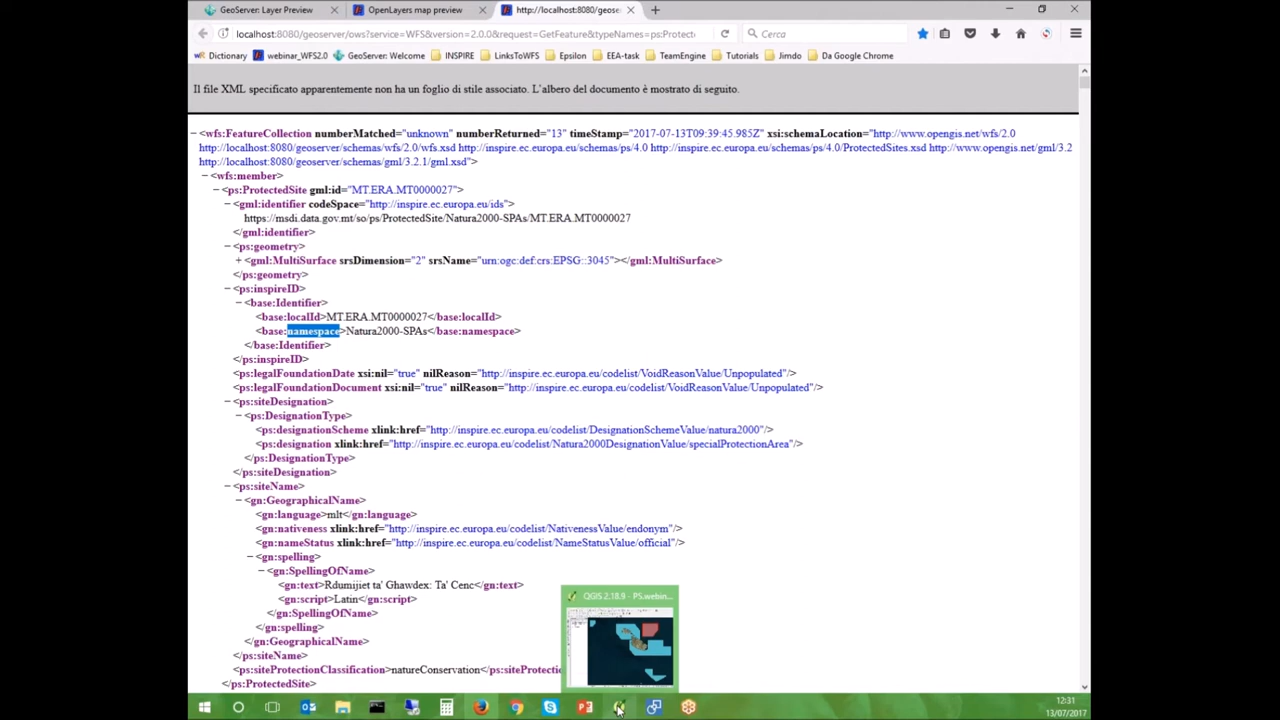 GeoServer: Layer Preview
OpenLayers map preview
http://localhost:8080/geose...
localhost:8080/geoserver/ows?service=WFS&version=2.0.0&request=GetFeature&typeNames=ps:Protect
Cerca
Dictionary
webinar_WFS2.0
GeoServer: Welcome
INSPIRE
LinksToWFS
Epsilon
EEA-task
TeamEngine
Tutorials
Jimdo
Da Google Chrome
Il file XML specificato apparentemente non ha un foglio di stile associato. L'albero del documento è mostrato di seguito.
<wfs:FeatureCollection numberMatched="unknown" numberReturned="13" timeStamp="2017-07-13T09:39:45.985Z" xsi:schemaLocation="http://www.opengis.net/wfs/2.0
http://localhost:8080/geoserver/schemas/wfs/2.0/wfs.xsd http://inspire.ec.europa.eu/schemas/ps/4.0 http://inspire.ec.europa.eu/schemas/ps/4.0/ProtectedSites.xsd http://www.opengis.net/gml/3.2
http://localhost:8080/geoserver/schemas/gml/3.2.1/gml.xsd">
<wfs:member>
<ps:ProtectedSite gml:id="MT.ERA.MT0000027">
<gml:identifier codeSpace="http://inspire.ec.europa.eu/ids">
https://msdi.data.gov.mt/so/ps/ProtectedSite/Natura2000-SPAs/MT.ERA.MT0000027
</gml:identifier>
<ps:geometry>
<gml:MultiSurface srsDimension="2" srsName="urn:ogc:def:crs:EPSG::3045"></gml:MultiSurface>
</ps:geometry>
<ps:inspireID>
<base:Identifier>
<base:localId>MT.ERA.MT0000027</base:localId>
<base:namespace>Natura2000-SPAs</base:namespace>
</base:Identifier>
</ps:inspireID>
<ps:legalFoundationDate xsi:nil="true" nilReason="http://inspire.ec.europa.eu/codelist/VoidReasonValue/Unpopulated"/>
<ps:legalFoundationDocument xsi:nil="true" nilReason="http://inspire.ec.europa.eu/codelist/VoidReasonValue/Unpopulated"/>
<ps:siteDesignation>
<ps:DesignationType>
<ps:designationScheme xlink:href="http://inspire.ec.europa.eu/codelist/DesignationSchemeValue/natura2000"/>
<ps:designation xlink:href="http://inspire.ec.europa.eu/codelist/Natura2000DesignationValue/specialProtectionArea"/>
</ps:DesignationType>
</ps:siteDesignation>
<ps:siteName>
<gn:GeographicalName>
<gn:language>mlt</gn:language>
<gn:nativeness xlink:href="http://inspire.ec.europa.eu/codelist/NativenessValue/endonym"/>
<gn:nameStatus xlink:href="http://inspire.ec.europa.eu/codelist/NameStatusValue/official"/>
<gn:spelling>
<gn:SpellingOfName>
<gn:text>Rdumijiet ta' Ghawdex: Ta' Cenc</gn:text>
<gn:script>Latin</gn:script>
</gn:SpellingOfName>
</gn:spelling>
</gn:GeographicalName>
</ps:siteName>
<ps:siteProtectionClassification>natureConservation</ps:siteProtectio
</ps:ProtectedSite>
QGIS 2.18.9 - PS.webin...
12:31
13/07/2017